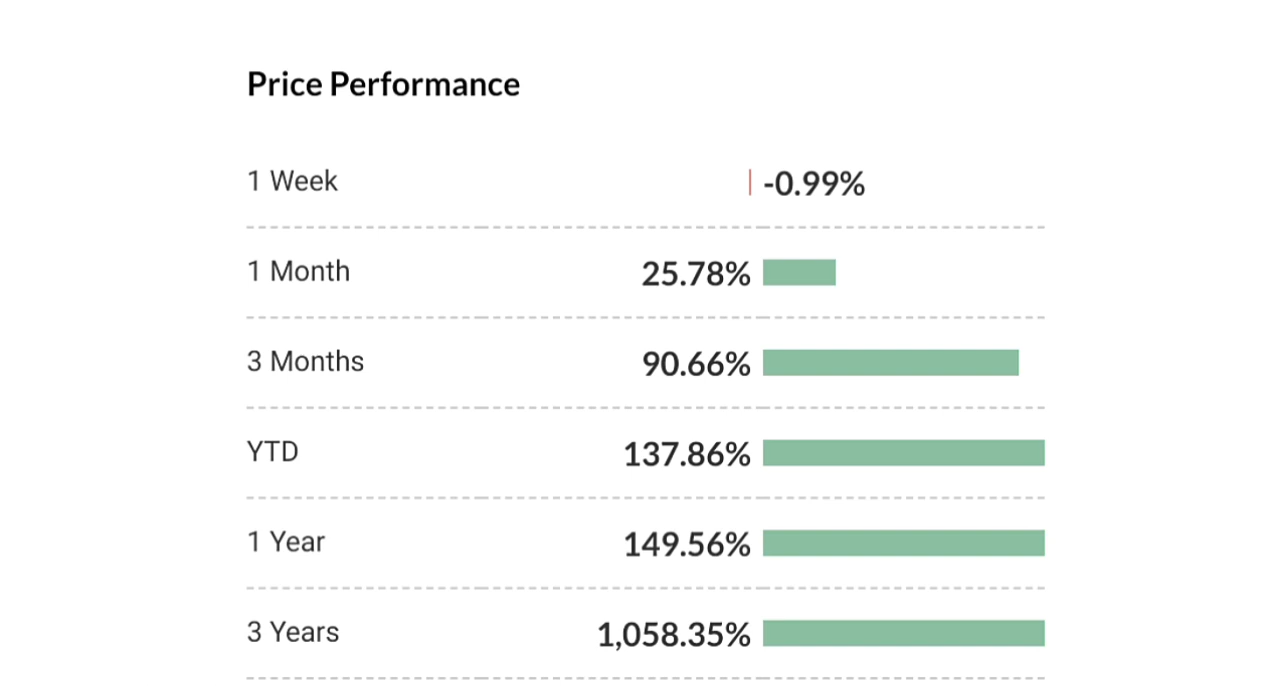 Price Performance
1 Week -0.99%
1 Month 25.78%
3 Months 90.66%
YTD 137.86%
1 Year 149.56%
3 Years 1,058.35%